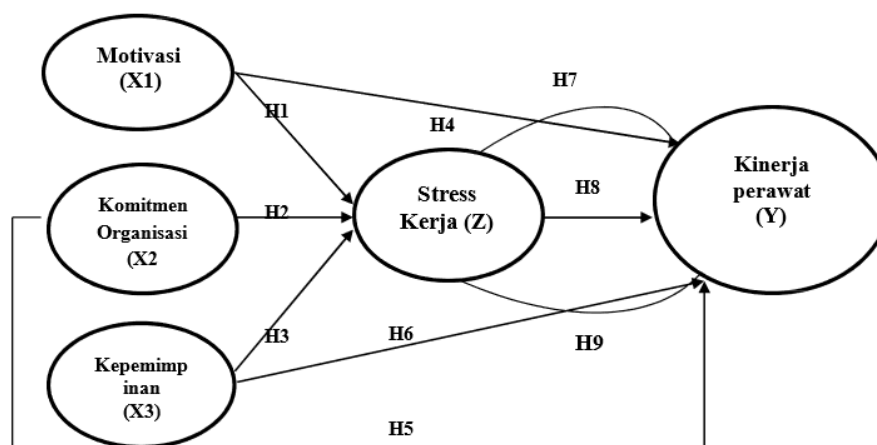 Motivasi
(X1)
H7
H1
H4
Kinerja
perawat
(Y)
Stress
Kerja (Z)
H8
Komitmen
Organisasi
(X2
H2
H3
H6
H9
Kepemimp
inan
(X3)
H5